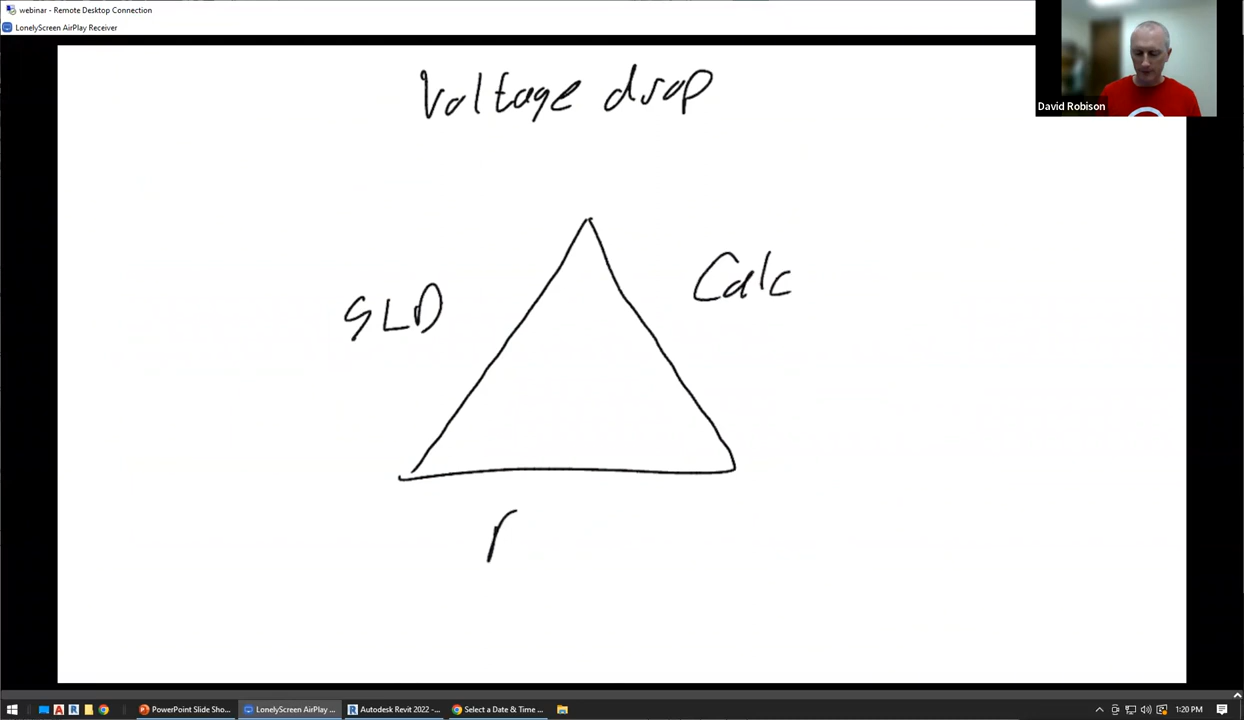 webinar - Remote Desktop Connection
LonelyScreen AirPlay Receiver
David Robison
Voltage drop
SLD
Calc
r
PowerPoint Slide Sho...
LonelyScreen AirPlay ...
Autodesk Revit 2022 - ...
Select a Date & Time ...
1:20 PM